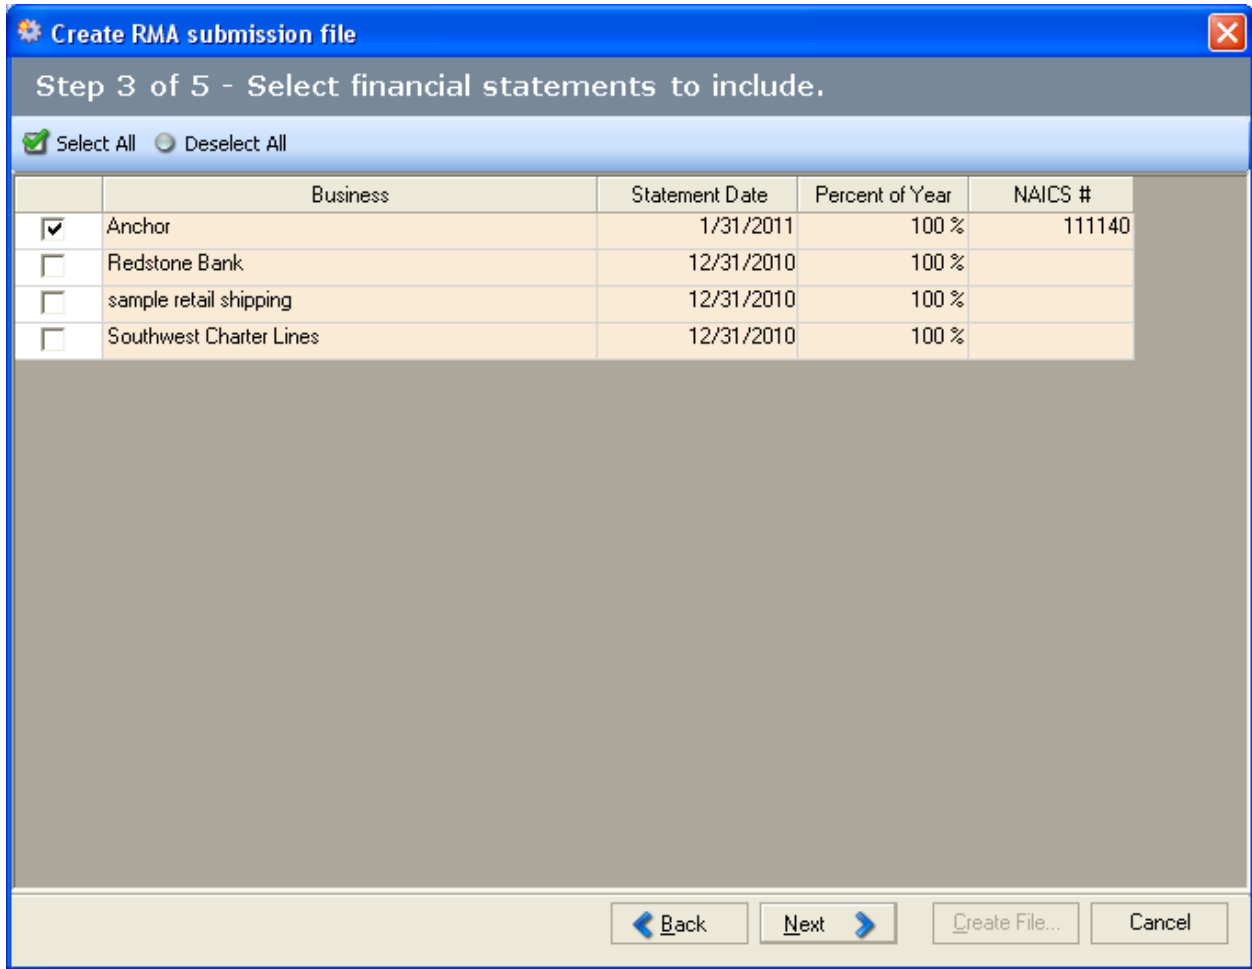 Create RMA submission file
Step 3 of 5 - Select financial statements to include.
Select All Deselect All
Business Statement Date Percent of Year NAICS #
Anchor 1/31/2011 100 % 111140
Redstone Bank 12/31/2010 100 %
sample retail shipping 12/31/2010 100 %
Southwest Charter Lines 12/31/2010 100 %
Back Next Create File... Cancel